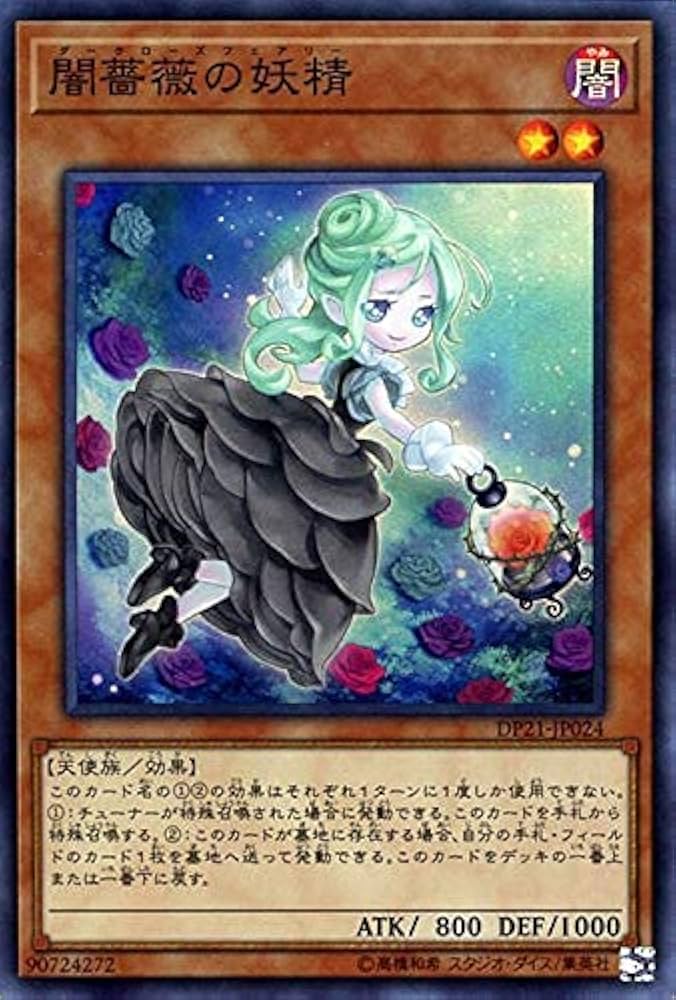 ダークローズフェアリー
闇薔薇の妖精
やみ
闇
DP21-JP024
【天使族／効果】
このカード名の①②の効果はそれぞれ１ターンに１度しか使用できない。
①：チューナーが特殊召喚された場合に発動できる。このカードを手札から
特殊召喚する。②：このカードが墓地に存在する場合、自分の手札・フィール
ドのカード１枚を墓地へ送って発動できる。このカードをデッキの一番上
または一番下に戻す。
ATK/ 800 DEF/1000
90724272
©高橋和希 スタジオ・ダイス/集英社